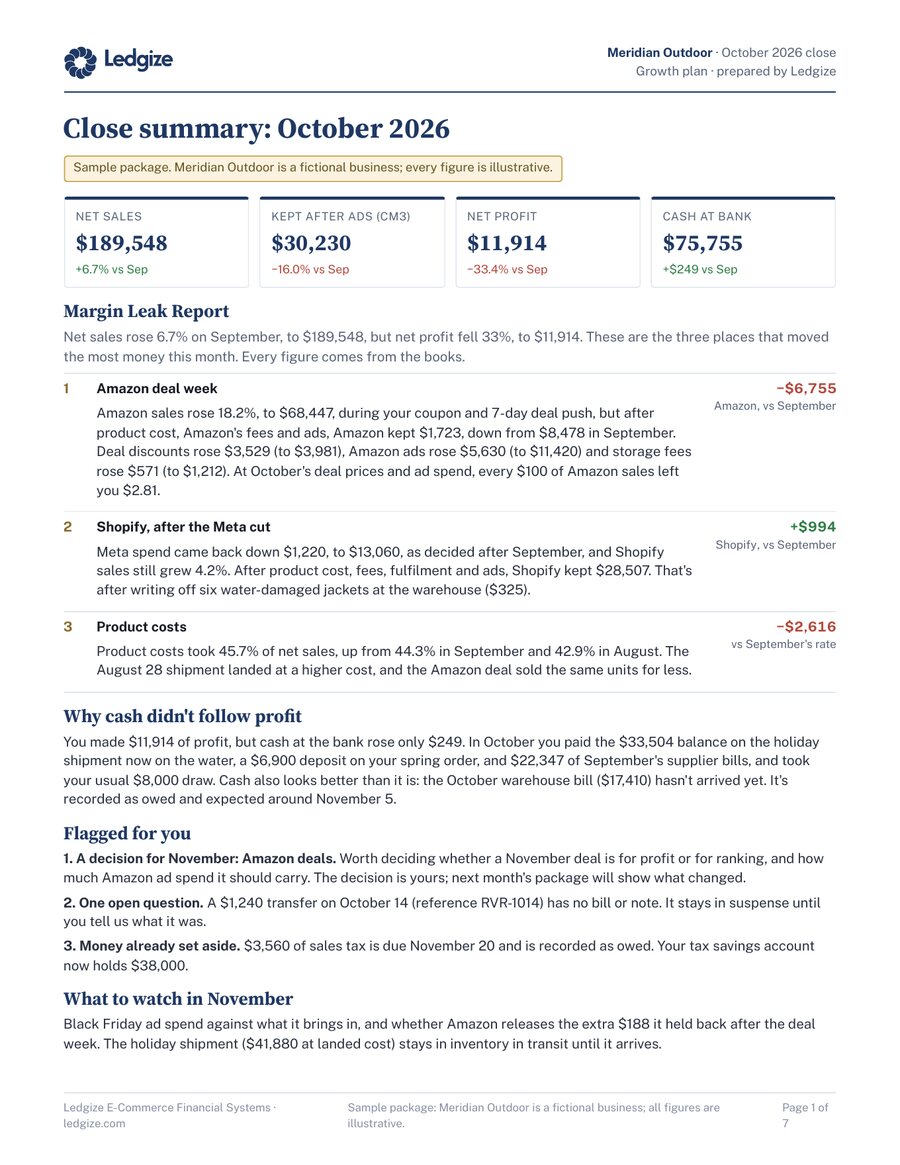 Ledgize
Meridian Outdoor · October 2026 close
Growth plan · prepared by Ledgize
Close summary: October 2026
Sample package. Meridian Outdoor is a fictional business; every figure is illustrative.
NET SALES
$189,548
+6.7% vs Sep
KEPT AFTER ADS (CM3)
$30,230
−16.0% vs Sep
NET PROFIT
$11,914
−33.4% vs Sep
CASH AT BANK
$75,755
+$249 vs Sep
Margin Leak Report
Net sales rose 6.7% on September, to $189,548, but net profit fell 33%, to $11,914. These are the three places that moved
the most money this month. Every figure comes from the books.
1 Amazon deal week −$6,755
Amazon, vs September
Amazon sales rose 18.2%, to $68,447, during your coupon and 7-day deal push, but after
product cost, Amazon's fees and ads, Amazon kept $1,723, down from $8,478 in September.
Deal discounts rose $3,529 (to $3,981), Amazon ads rose $5,630 (to $11,420) and storage fees
rose $571 (to $1,212). At October's deal prices and ad spend, every $100 of Amazon sales left
you $2.81.
2 Shopify, after the Meta cut +$994
Shopify, vs September
Meta spend came back down $1,220, to $13,060, as decided after September, and Shopify
sales still grew 4.2%. After product cost, fees, fulfilment and ads, Shopify kept $28,507. That's
after writing off six water-damaged jackets at the warehouse ($325).
3 Product costs −$2,616
vs September's rate
Product costs took 45.7% of net sales, up from 44.3% in September and 42.9% in August. The
August 28 shipment landed at a higher cost, and the Amazon deal sold the same units for less.
Why cash didn't follow profit
You made $11,914 of profit, but cash at the bank rose only $249. In October you paid the $33,504 balance on the holiday
shipment now on the water, a $6,900 deposit on your spring order, and $22,347 of September's supplier bills, and took
your usual $8,000 draw. Cash also looks better than it is: the October warehouse bill ($17,410) hasn't arrived yet. It's
recorded as owed and expected around November 5.
Flagged for you
1. A decision for November: Amazon deals. Worth deciding whether a November deal is for profit or for ranking, and how
much Amazon ad spend it should carry. The decision is yours; next month's package will show what changed.
2. One open question. A $1,240 transfer on October 14 (reference RVR-1014) has no bill or note. It stays in suspense until
you tell us what it was.
3. Money already set aside. $3,560 of sales tax is due November 20 and is recorded as owed. Your tax savings account
now holds $38,000.
What to watch in November
Black Friday ad spend against what it brings in, and whether Amazon releases the extra $188 it held back after the deal
week. The holiday shipment ($41,880 at landed cost) stays in inventory in transit until it arrives.
Ledgize E-Commerce Financial Systems ·
ledgize.com
Sample package: Meridian Outdoor is a fictional business; all figures are
illustrative.
Page 1 of
7